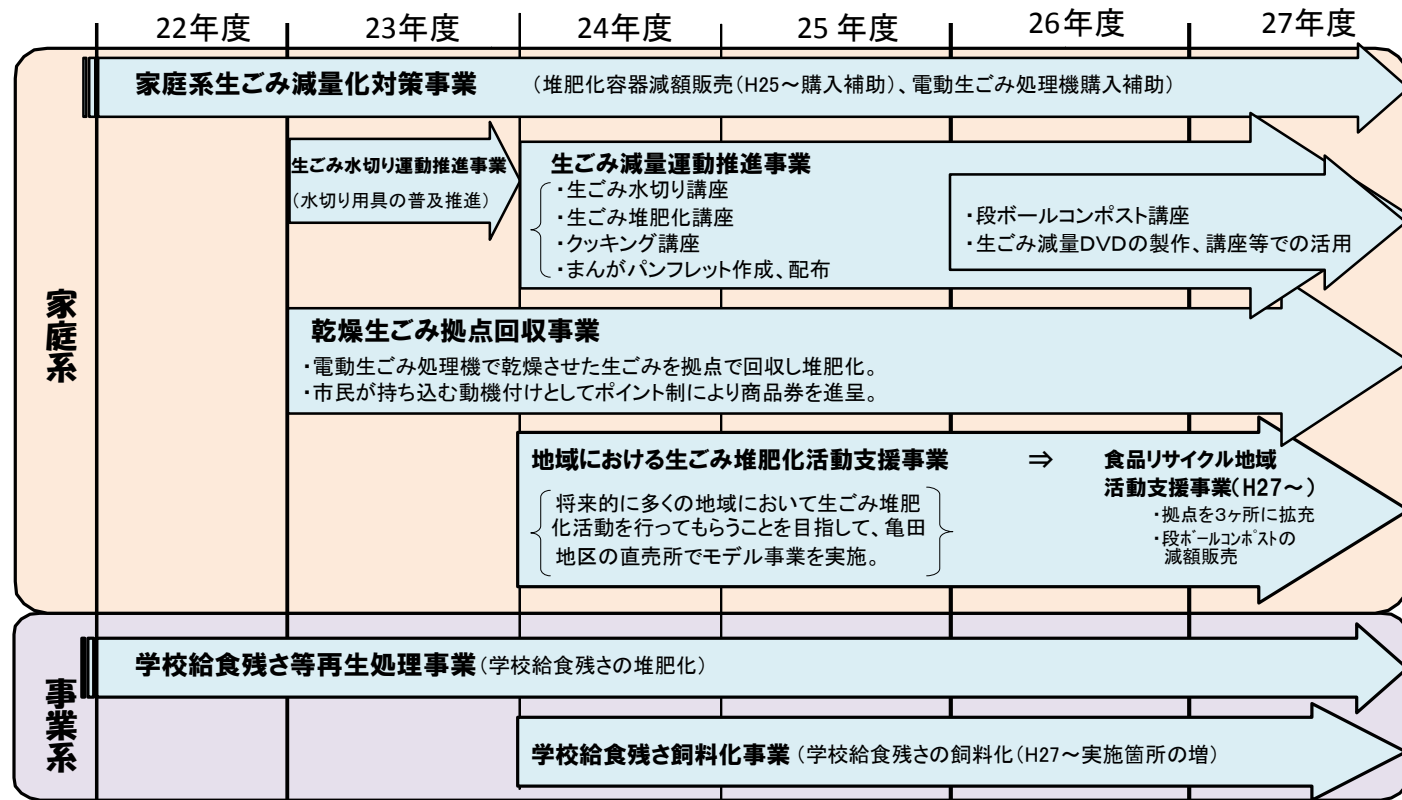 22年度 23年度 24年度 25 年度 26年度 27年度
家庭系
家庭系生ごみ減量化対策事業 (堆肥化容器減額販売(H25～購入補助)、電動生ごみ処理機購入補助)
生ごみ水切り運動推進事業
(水切り用具の普及推進)
生ごみ減量運動推進事業
・生ごみ水切り講座
・生ごみ堆肥化講座
・クッキング講座
・まんがパンフレット作成、配布
・段ボールコンポスト講座
・生ごみ減量DVDの製作、講座等での活用
乾燥生ごみ拠点回収事業
・電動生ごみ処理機で乾燥させた生ごみを拠点で回収し堆肥化。
・市民が持ち込む動機付けとしてポイント制により商品券を進呈。
地域における生ごみ堆肥化活動支援事業 ⇒ 食品リサイクル地域
活動支援事業(H27～)
将来的に多くの地域において生ごみ堆肥
化活動を行ってもらうことを目指して、亀田
地区の直売所でモデル事業を実施。
・拠点を3ヶ所に拡充
・段ﾎﾞｰﾙｺﾝﾎﾟｽﾄの
減額販売
事業系
学校給食残さ等再生処理事業(学校給食残さの堆肥化)
学校給食残さ飼料化事業 (学校給食残さの飼料化(H27～実施箇所の増)